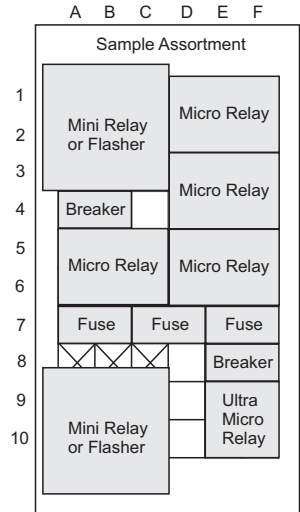 A B C D E F
Sample Assortment
1
Micro Relay
Mini Relay
or Flasher
2
3
Micro Relay
4
Breaker
5
Micro Relay
Micro Relay
6
7
Fuse
Fuse
Fuse
8
Breaker
9
Ultra
Micro
Relay
Mini Relay
or Flasher
10